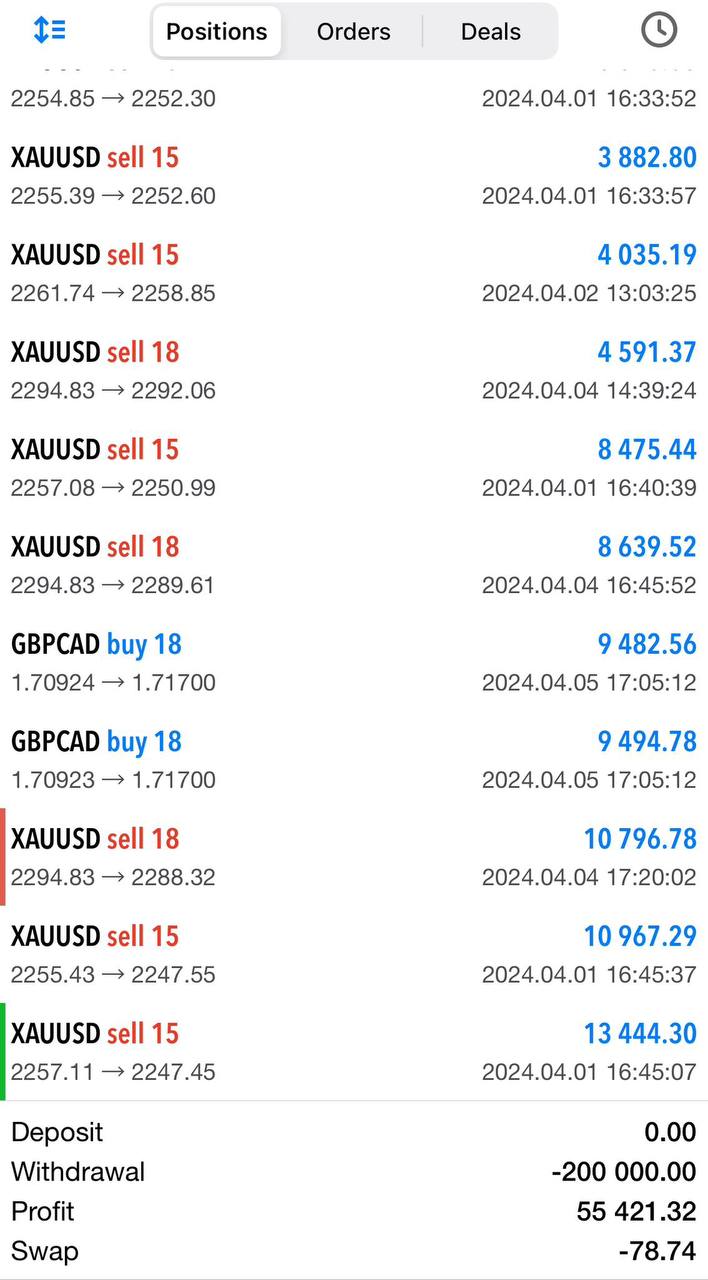 Positions Orders Deals
2254.85 → 2252.30 2024.04.01 16:33:52
XAUUSD sell 15 3 882.80
2255.39 → 2252.60 2024.04.01 16:33:57
XAUUSD sell 15 4 035.19
2261.74 → 2258.85 2024.04.02 13:03:25
XAUUSD sell 18 4 591.37
2294.83 → 2292.06 2024.04.04 14:39:24
XAUUSD sell 15 8 475.44
2257.08 → 2250.99 2024.04.01 16:40:39
XAUUSD sell 18 8 639.52
2294.83 → 2289.61 2024.04.04 16:45:52
GBPCAD buy 18 9 482.56
1.70924 → 1.71700 2024.04.05 17:05:12
GBPCAD buy 18 9 494.78
1.70923 → 1.71700 2024.04.05 17:05:12
XAUUSD sell 18 10 796.78
2294.83 → 2288.32 2024.04.04 17:20:02
XAUUSD sell 15 10 967.29
2255.43 → 2247.55 2024.04.01 16:45:37
XAUUSD sell 15 13 444.30
2257.11 → 2247.45 2024.04.01 16:45:07
Deposit 0.00
Withdrawal -200 000.00
Profit 55 421.32
Swap -78.74